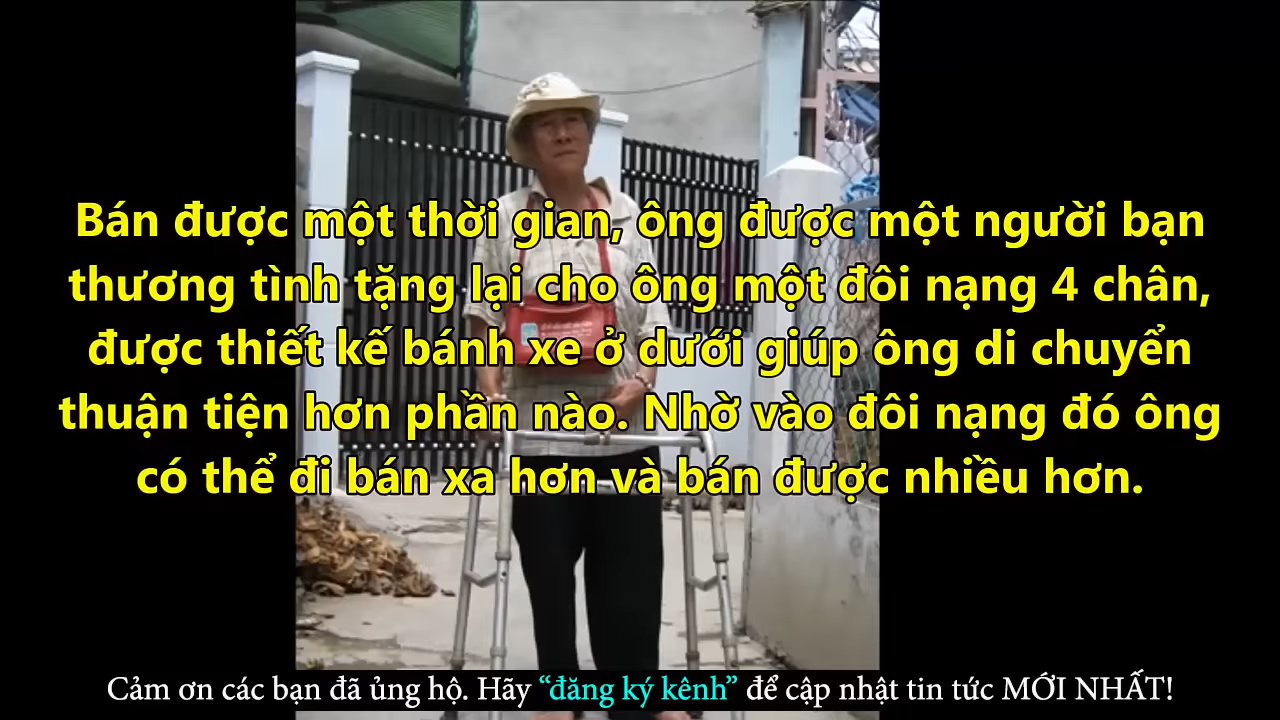 Bán được một thời gian, ông được một người bạn
thương tình tặng lại cho ông một đôi nạng 4 chân,
được thiết kế bánh xe ở dưới giúp ông di chuyển
thuận tiện hơn phần nào. Nhờ vào đôi nạng đó ông
có thể đi bán xa hơn và bán được nhiều hơn.
Cảm ơn các bạn đã ủng hộ. Hãy “đăng ký kênh” để cập nhật tin tức MỚI NHẤT!